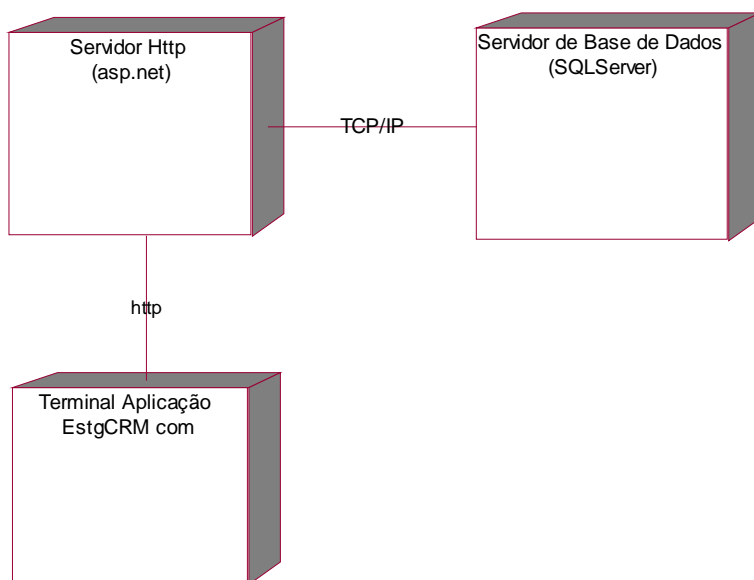 Servidor Http
(asp.net)
Servidor de Base de Dados
(SQLServer)
TCP/IP
http
Terminal Aplicação
EstgCRM com